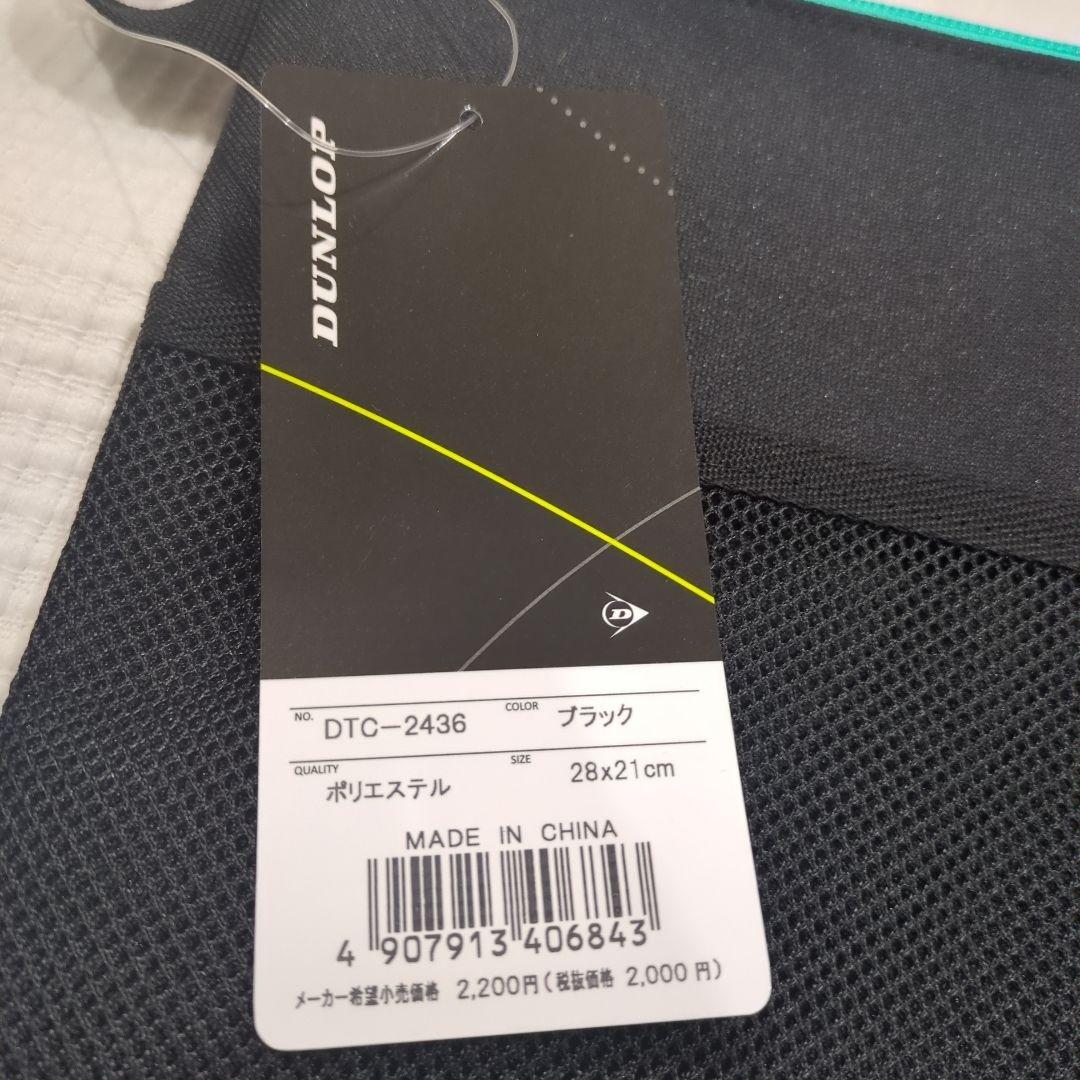 DUNLOP
D
NO. DTC-2436 COLOR ブラック
QUALITY ポリエステル SIZE 28x21cm
MADE IN CHINA
4 907913 406843
メーカー希望小売価格 2,200円(税抜価格 2,000円)